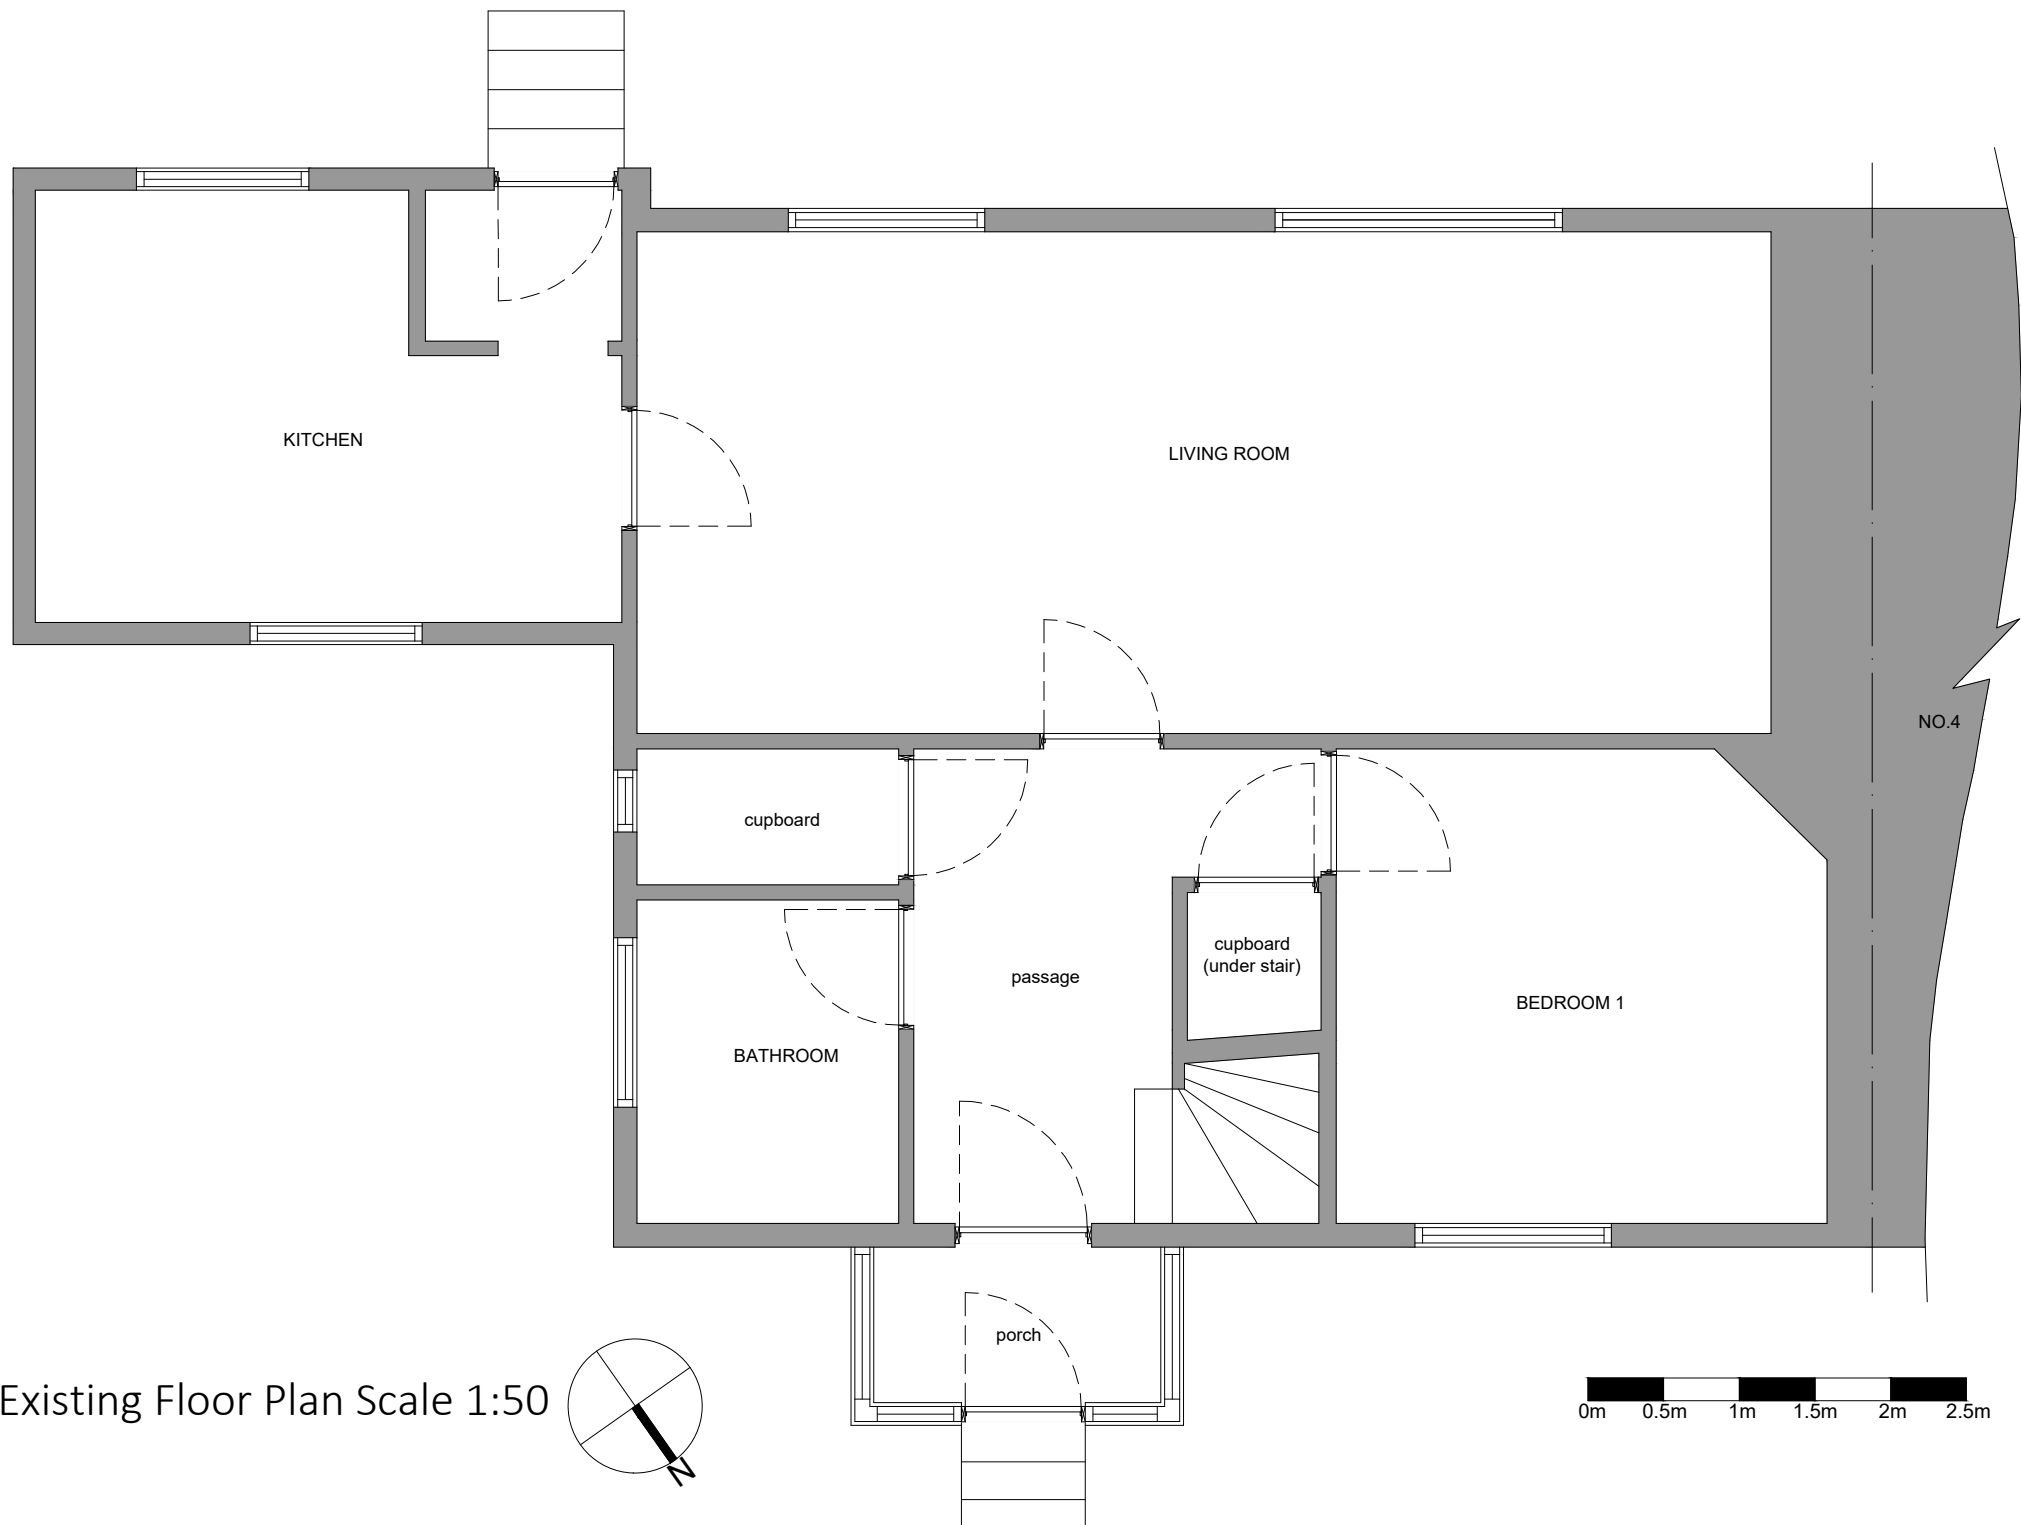 KITCHEN
LIVING ROOM
NO.4
cupboard
cupboard
(under stair)
passage
BEDROOM 1
BATHROOM
porch
Existing Floor Plan Scale 1:50
N
0m 0.5m 1m 1.5m 2m 2.5m